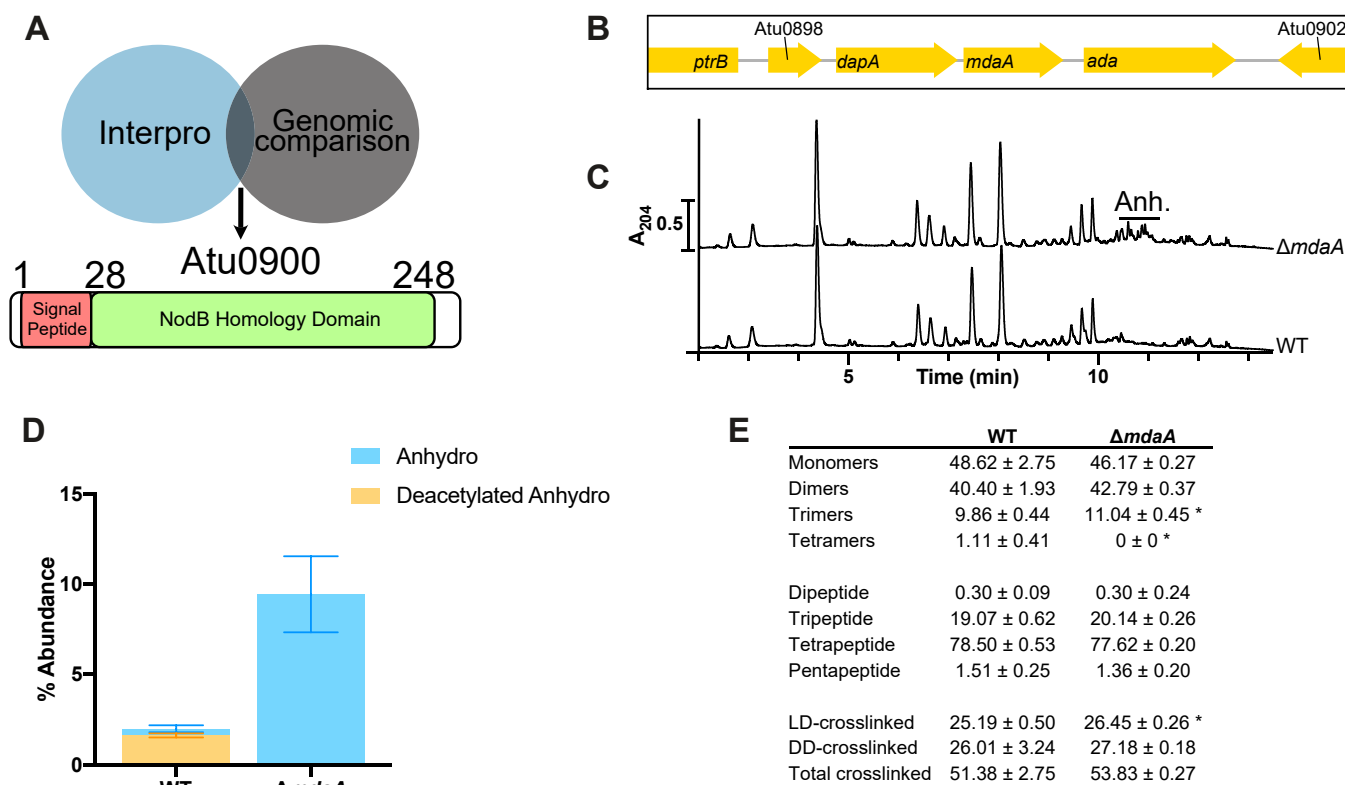 A
Interpro
Genomic
comparison
Atu0900
1 28 248
Signal
Peptide
NodB Homology Domain
B
Atu0898 Atu0902
ptrB dapA mdaA ada
C
A204 0.5
Anh.
ΔmdaA
WT
5 10
Time (min)
D
Anhydro
Deacetylated Anhydro
% Abundance
15
10
5
0
E
WT ΔmdaA
Monomers 48.62 ± 2.75 46.17 ± 0.27
Dimers 40.40 ± 1.93 42.79 ± 0.37
Trimers 9.86 ± 0.44 11.04 ± 0.45 *
Tetramers 1.11 ± 0.41 0 ± 0 *
Dipeptide 0.30 ± 0.09 0.30 ± 0.24
Tripeptide 19.07 ± 0.62 20.14 ± 0.26
Tetrapeptide 78.50 ± 0.53 77.62 ± 0.20
Pentapeptide 1.51 ± 0.25 1.36 ± 0.20
LD-crosslinked 25.19 ± 0.50 26.45 ± 0.26 *
DD-crosslinked 26.01 ± 3.24 27.18 ± 0.18
Total crosslinked 51.38 ± 2.75 53.83 ± 0.27